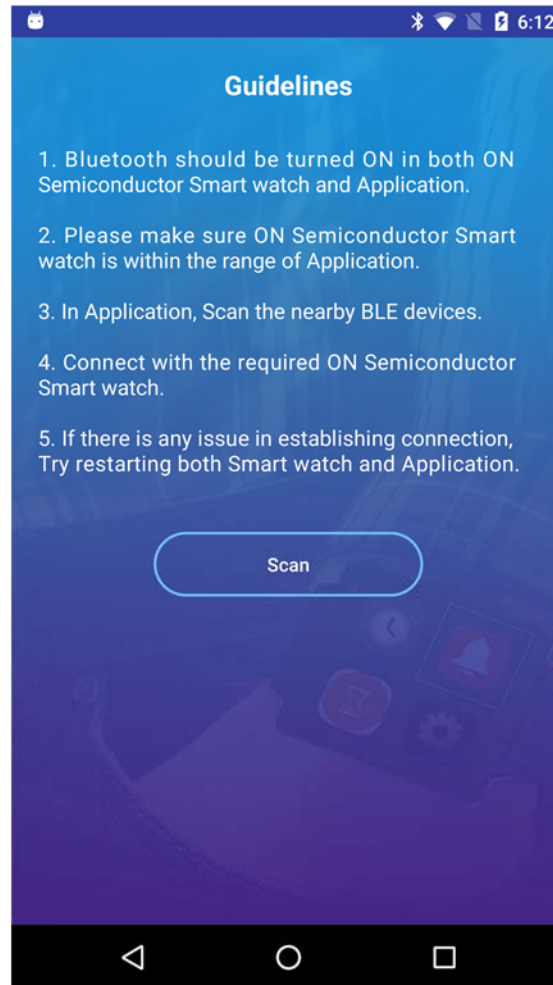 6:12
Guidelines
1. Bluetooth should be turned ON in both ON
Semiconductor Smart watch and Application.
2. Please make sure ON Semiconductor Smart
watch is within the range of Application.
3. In Application, Scan the nearby BLE devices.
4. Connect with the required ON Semiconductor
Smart watch.
5. If there is any issue in establishing connection,
Try restarting both Smart watch and Application.
Scan